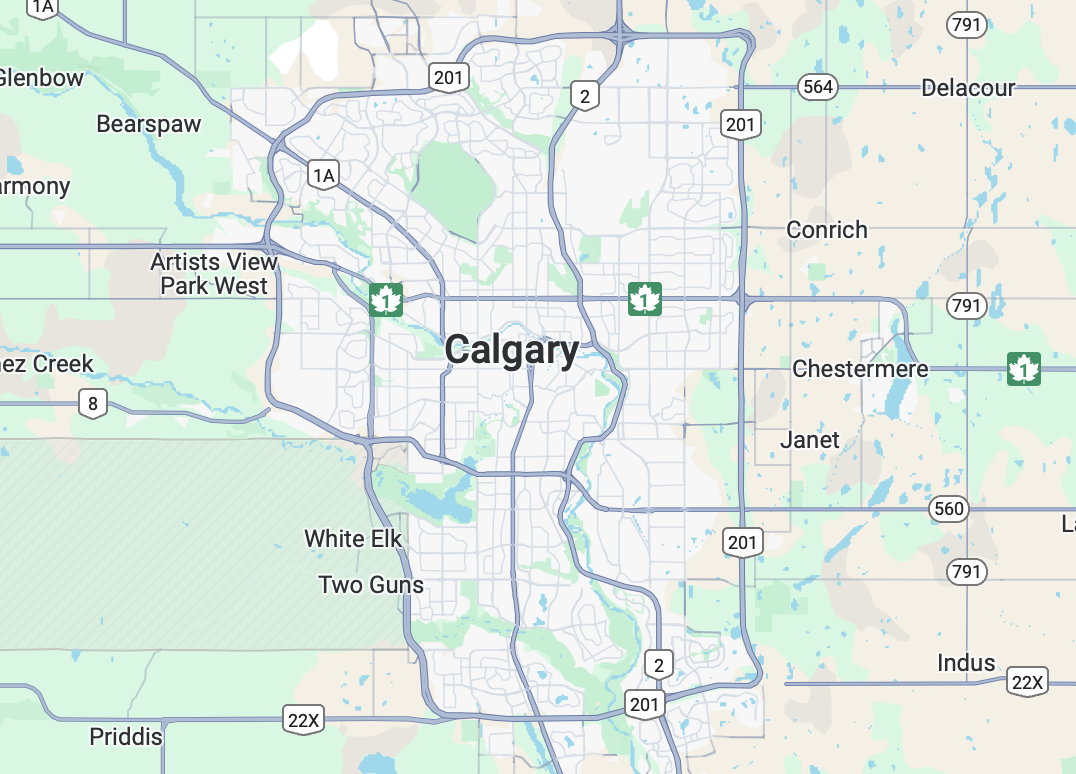 1A
791
201
2
564
Delacour
Glenbow
Bearspaw
201
1A
armony
Conrich
Artists View
Park West
1
1
791
Calgary
nez Creek
Chestermere
1
8
Janet
560
La
White Elk
201
791
Two Guns
2
Indus
22X
201
22X
Priddis